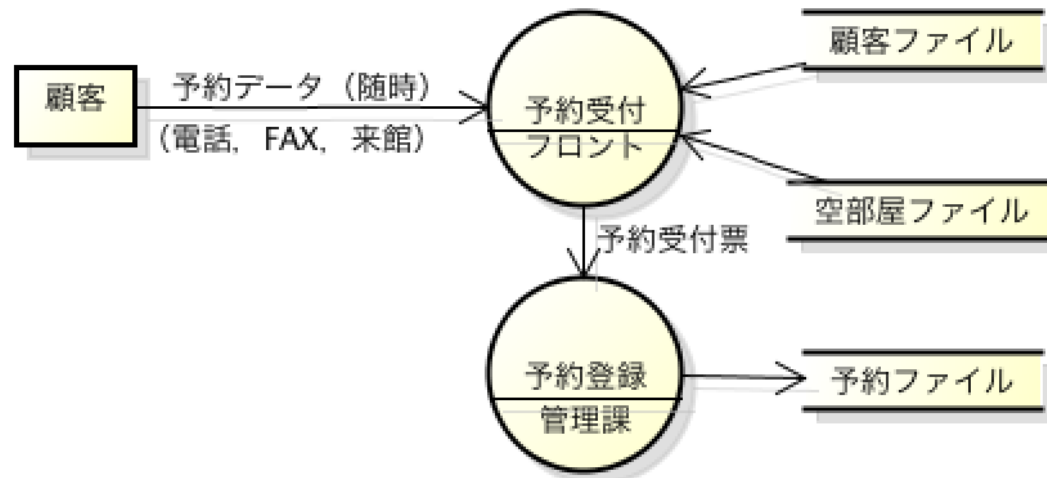 顧客
予約データ（随時）
（電話，FAX，来館）
予約受付
フロント
顧客ファイル
空部屋ファイル
予約受付票
予約登録
管理課
予約ファイル